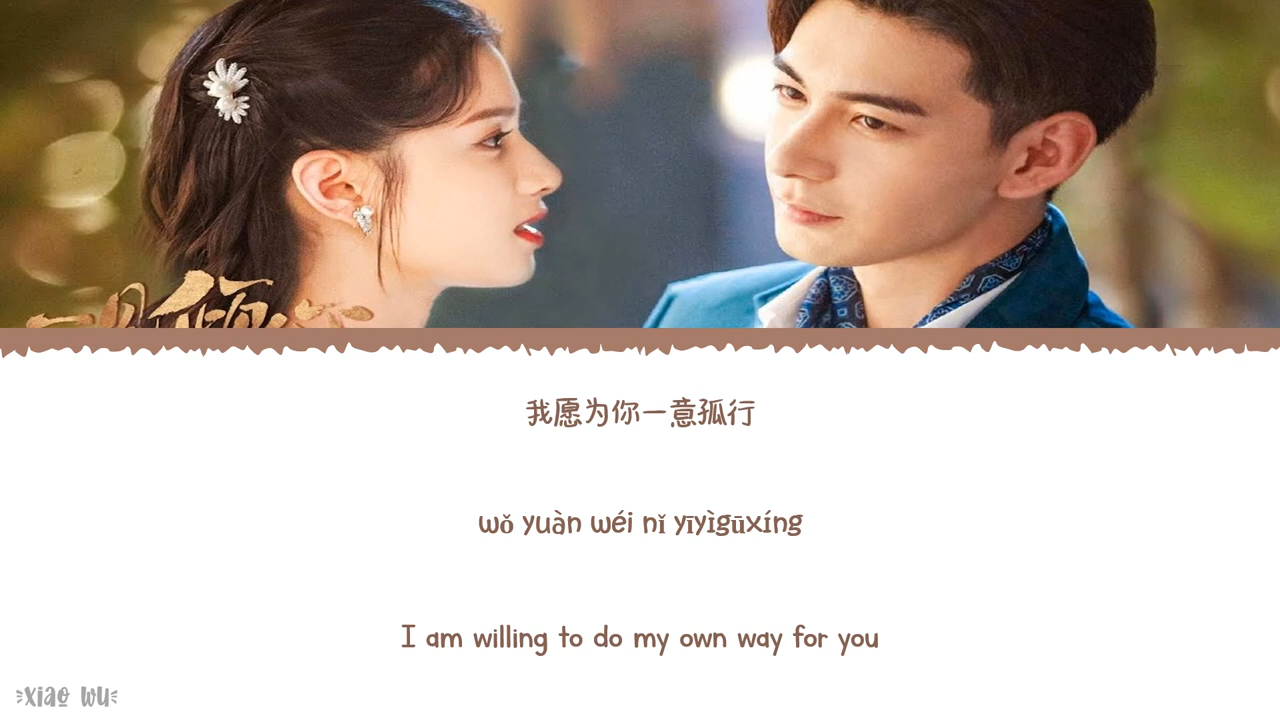 我愿为你一意孤行
wǒ yuàn wéi nǐ yīyìgūxíng
I am willing to do my own way for you
xiao wu